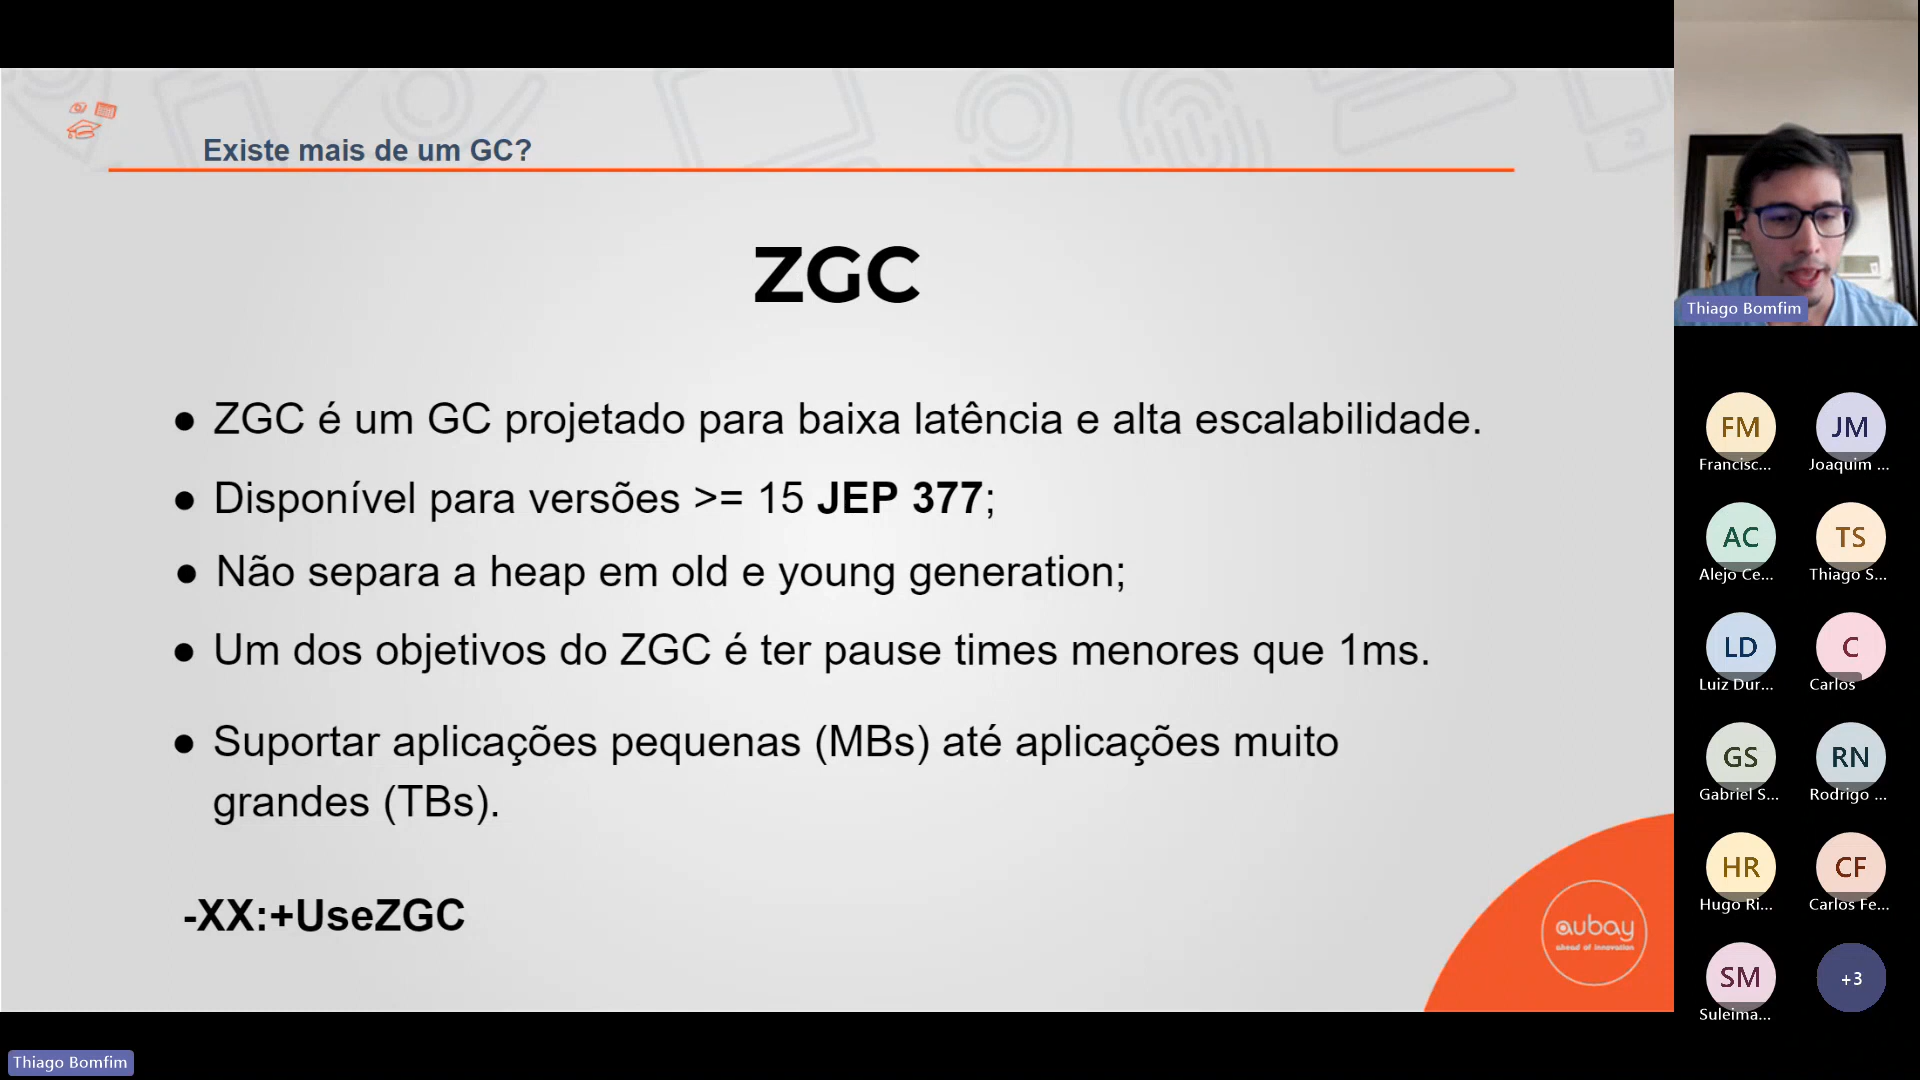 Existe mais de um GC?
ZGC
● ZGC é um GC projetado para baixa latência e alta escalabilidade.
● Disponível para versões >= 15 JEP 377;
● Não separa a heap em old e young generation;
● Um dos objetivos do ZGC é ter pause times menores que 1ms.
● Suportar aplicações pequenas (MBs) até aplicações muito
grandes (TBs).
-XX:+UseZGC
aubay
ahead of innovation
Thiago Bomfim
Thiago Bomfim
FM
Francisc...
JM
Joaquim ...
AC
Alejo Ce...
TS
Thiago S...
LD
Luiz Dur...
C
Carlos
GS
Gabriel S...
RN
Rodrigo ...
HR
Hugo Ri...
CF
Carlos Fe...
SM
Suleima...
+3